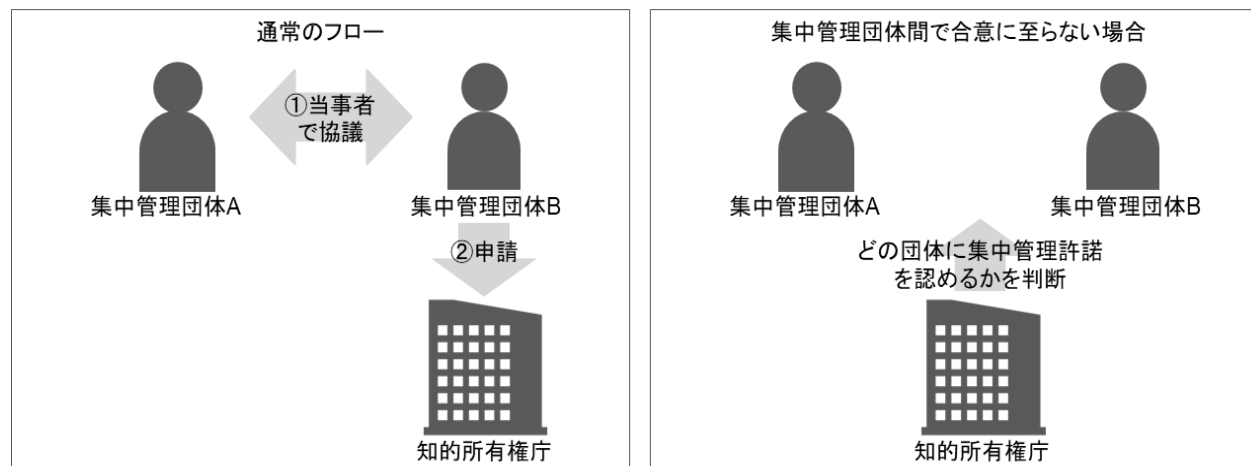 通常のフロー
①当事者
で協議
集中管理団体A
集中管理団体B
②申請
知的所有権庁
集中管理団体間で合意に至らない場合
集中管理団体A
集中管理団体B
どの団体に集中管理許諾
を認めるかを判断
知的所有権庁